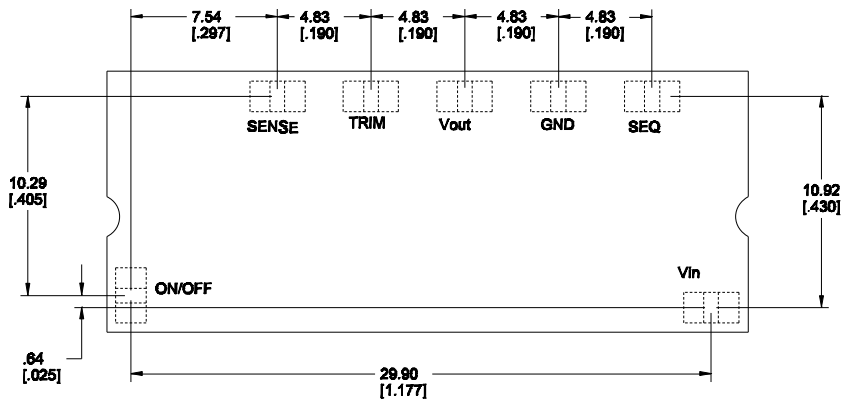 7.54
[.297]
4.83
[.190]
4.83
[.190]
4.83
[.190]
4.83
[.190]
SENSE
TRIM
Vout
GND
SEQ
10.29
[.405]
10.92
[.430]
ON/OFF
Vin
.64
[.025]
29.90
[1.177]